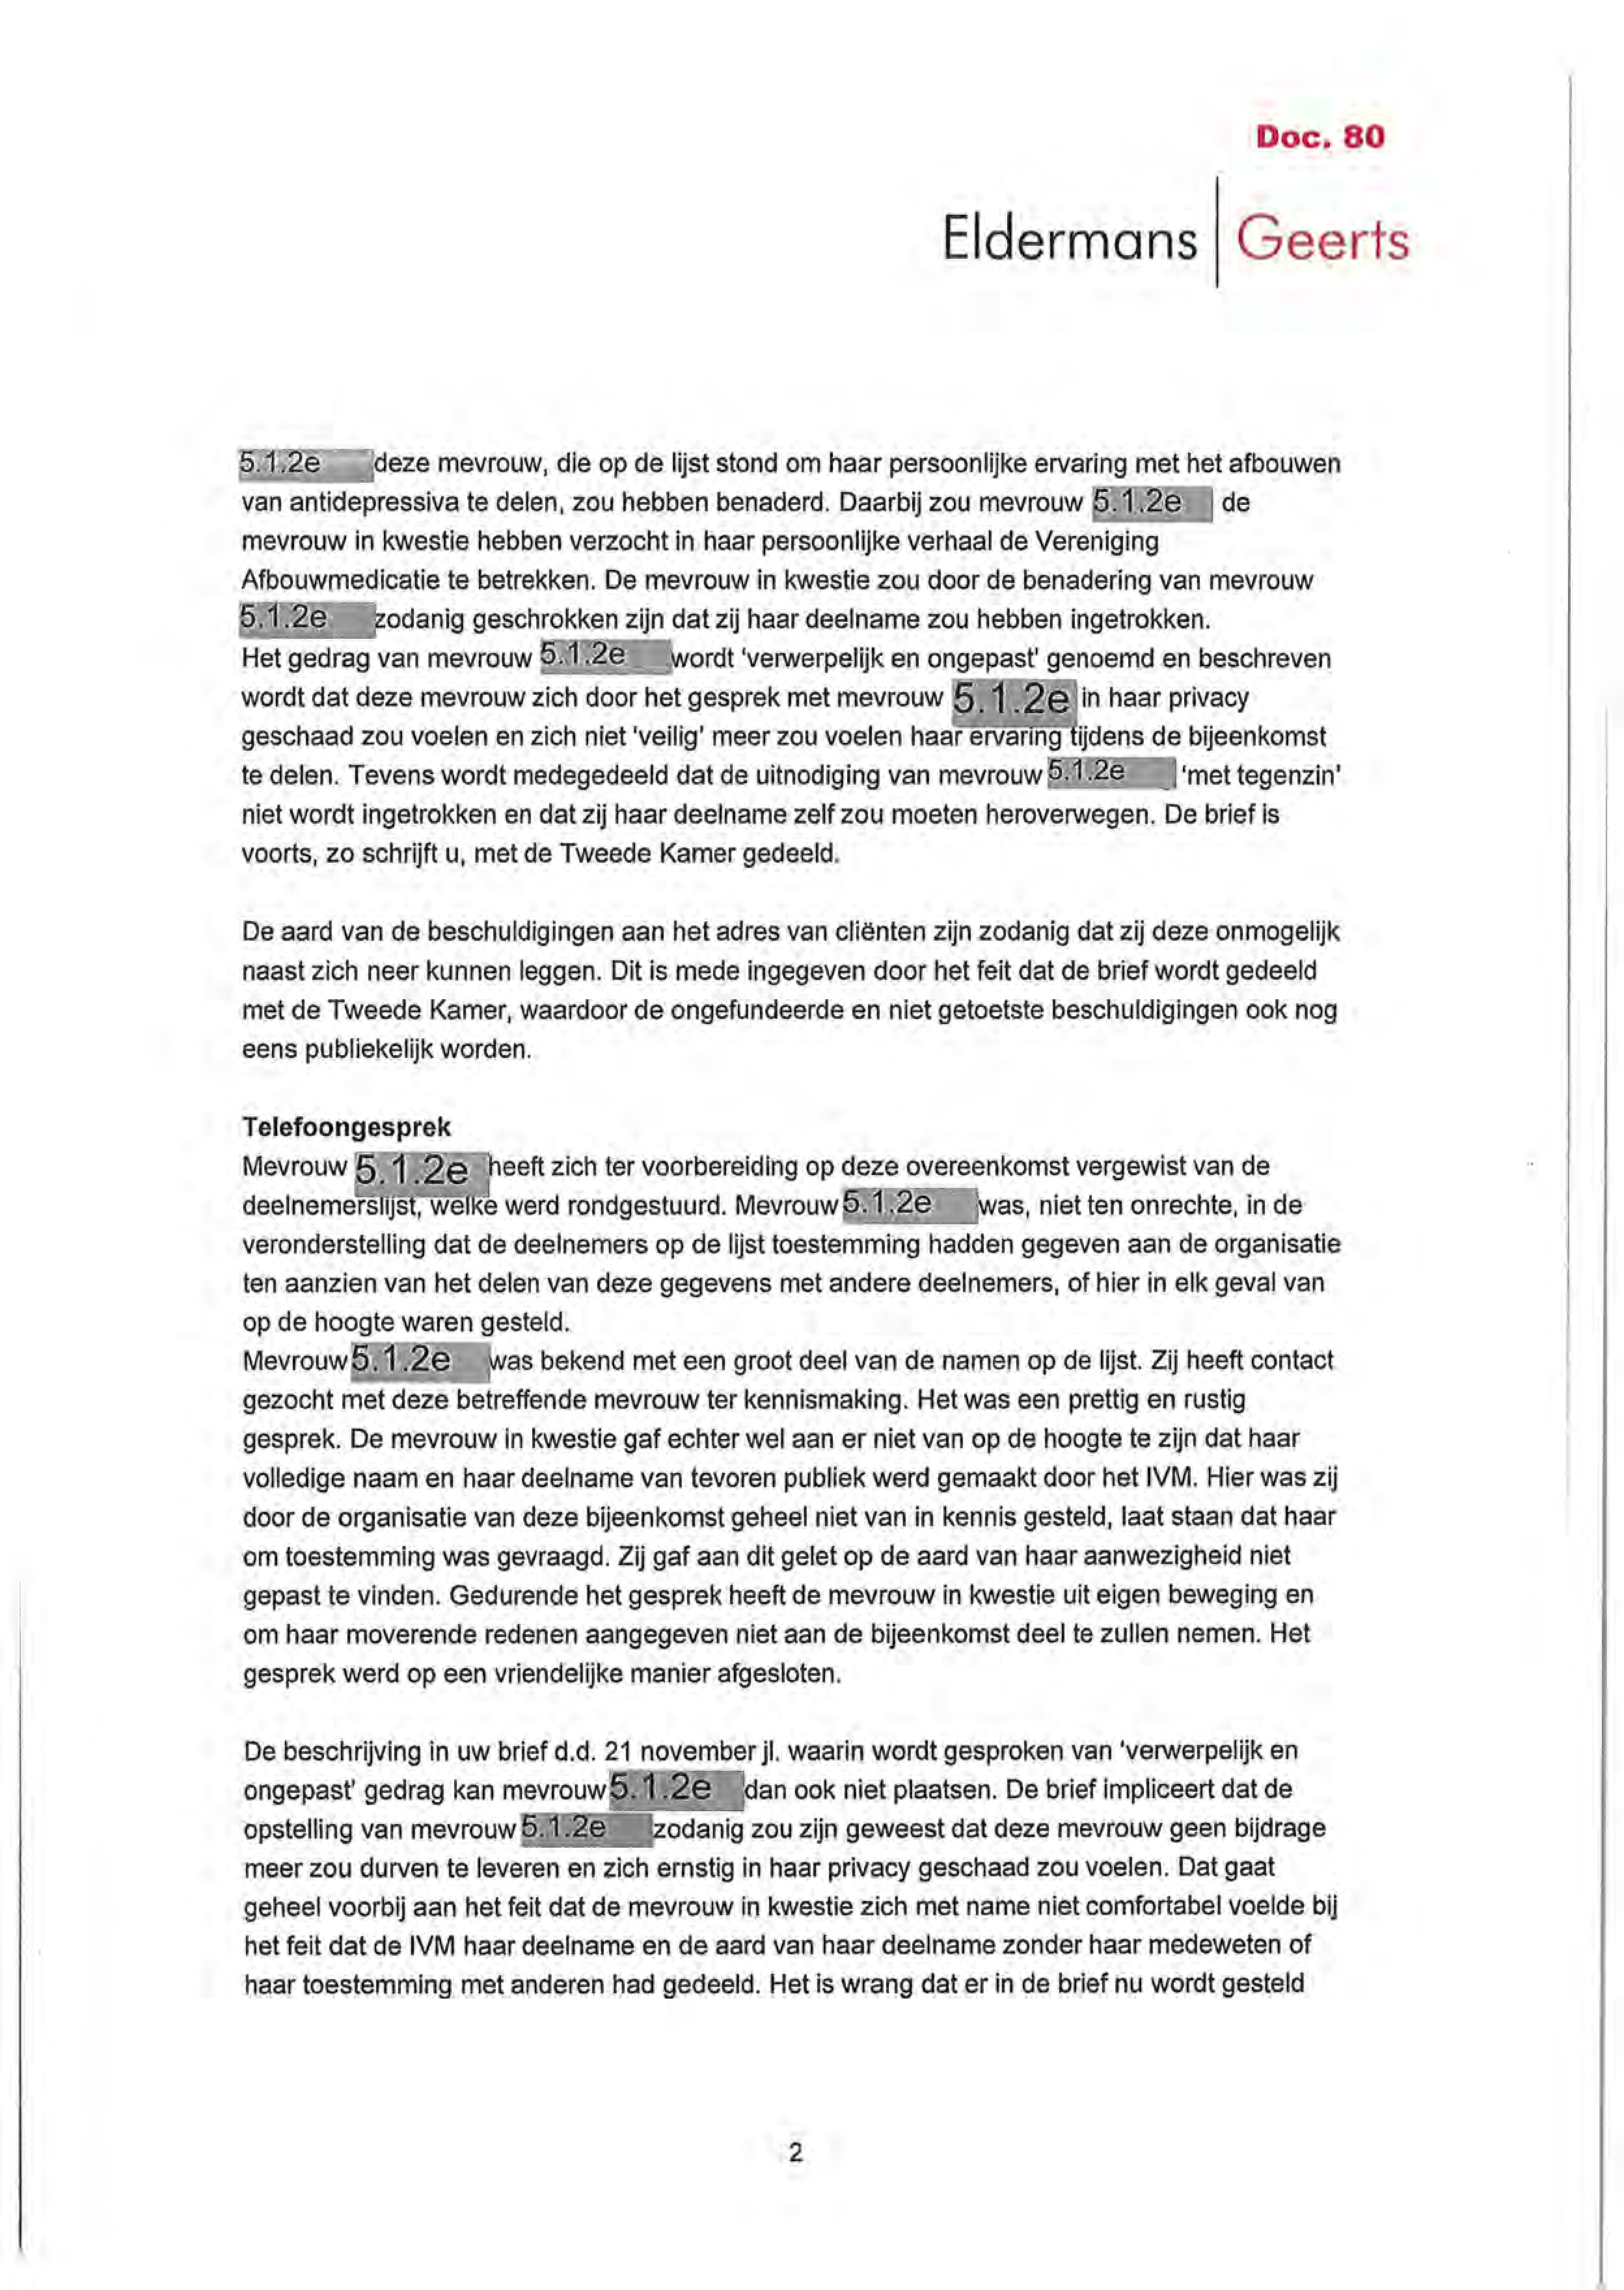 Doc. 80
Eldermans | Geerts
5.1.2e deze mevrouw, die op de lijst stond om haar persoonlijke ervaring met het afbouwen
van antidepressiva te delen, zou hebben benaderd. Daarbij zou mevrouw 5.1.2e de
mevrouw in kwestie hebben verzocht in haar persoonlijke verhaal de Vereniging
Afbouwmedicatie te betrekken. De mevrouw in kwestie zou door de benadering van mevrouw
5.1.2e zodanig geschrokken zijn dat zij haar deelname zou hebben ingetrokken.
Het gedrag van mevrouw 5.1.2e wordt 'verwerpelijk en ongepast' genoemd en beschreven
wordt dat deze mevrouw zich door het gesprek met mevrouw 5.1.2e in haar privacy
geschaad zou voelen en zich niet 'veilig' meer zou voelen haar ervaring tijdens de bijeenkomst
te delen. Tevens wordt medegedeeld dat de uitnodiging van mevrouw 5.1.2e 'met tegenzin'
niet wordt ingetrokken en dat zij haar deelname zelf zou moeten heroverwegen. De brief is
voorts, zo schrijft u, met de Tweede Kamer gedeeld.
De aard van de beschuldigingen aan het adres van cliënten zijn zodanig dat zij deze onmogelijk
naast zich neer kunnen leggen. Dit is mede ingegeven door het feit dat de brief wordt gedeeld
met de Tweede Kamer, waardoor de ongefundeerde en niet getoetste beschuldigingen ook nog
eens publiekelijk worden.
Telefoongesprek
Mevrouw 5.1.2e heeft zich ter voorbereiding op deze overeenkomst vergewist van de
deelnemerslijst, welke werd rondgestuurd. Mevrouw 5.1.2e was, niet ten onrechte, in de
veronderstelling dat de deelnemers op de lijst toestemming hadden gegeven aan de organisatie
ten aanzien van het delen van deze gegevens met andere deelnemers, of hier in elk geval van
op de hoogte waren gesteld.
Mevrouw 5.1.2e was bekend met een groot deel van de namen op de lijst. Zij heeft contact
gezocht met deze betreffende mevrouw ter kennismaking. Het was een prettig en rustig
gesprek. De mevrouw in kwestie gaf echter wel aan er niet van op de hoogte te zijn dat haar
volledige naam en haar deelname van tevoren publiek werd gemaakt door het IVM. Hier was zij
door de organisatie van deze bijeenkomst geheel niet van in kennis gesteld, laat staan dat haar
om toestemming was gevraagd. Zij gaf aan dit gelet op de aard van haar aanwezigheid niet
gepast te vinden. Gedurende het gesprek heeft de mevrouw in kwestie uit eigen beweging en
om haar moverende redenen aangegeven niet aan de bijeenkomst deel te zullen nemen. Het
gesprek werd op een vriendelijke manier afgesloten.
De beschrijving in uw brief d.d. 21 november jl. waarin wordt gesproken van 'verwerpelijk en
ongepast' gedrag kan mevrouw 5.1.2e dan ook niet plaatsen. De brief impliceert dat de
opstelling van mevrouw 5.1.2e zodanig zou zijn geweest dat deze mevrouw geen bijdrage
meer zou durven te leveren en zich ernstig in haar privacy geschaad zou voelen. Dat gaat
geheel voorbij aan het feit dat de mevrouw in kwestie zich met name niet comfortabel voelde bij
het feit dat de IVM haar deelname en de aard van haar deelname zonder haar medeweten of
haar toestemming met anderen had gedeeld. Het is wrang dat er in de brief nu wordt gesteld
2